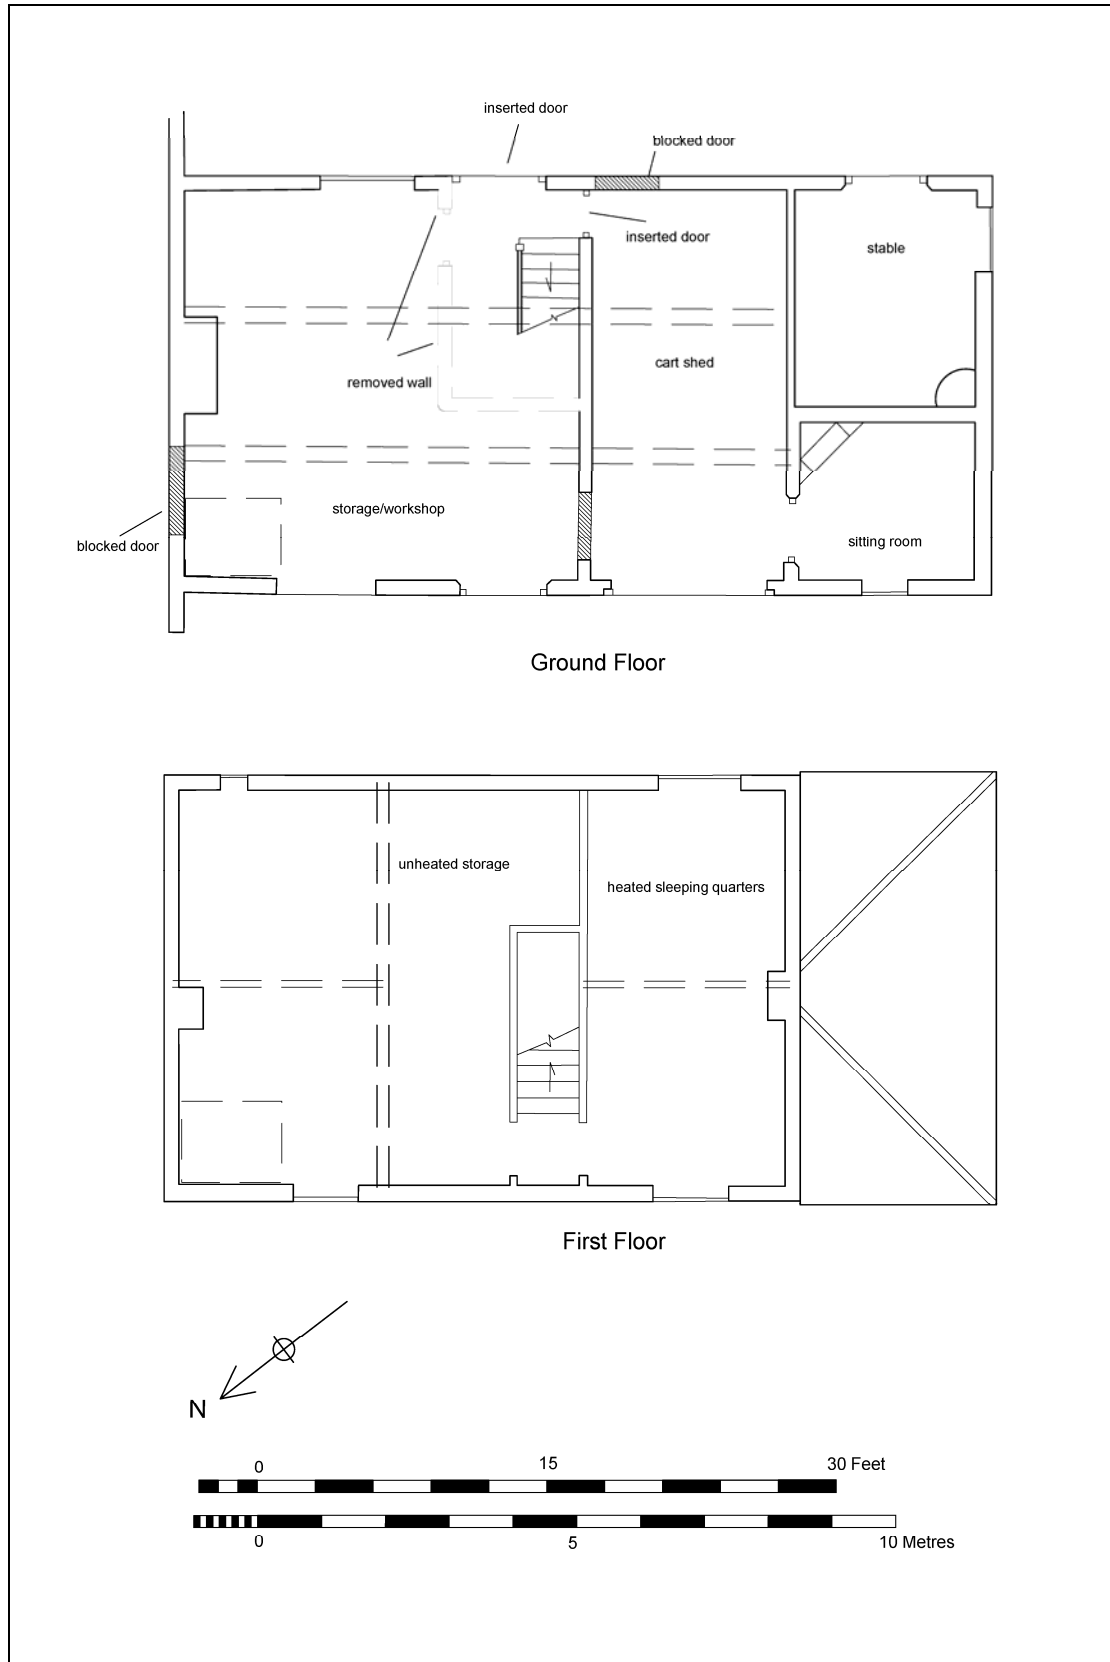 inserted door
blocked door
inserted door
stable
cart shed
removed wall
storage/workshop
blocked door
sitting room
Ground Floor
unheated storage
heated sleeping quarters
First Floor
N
0 15 30 Feet
0 5 10 Metres